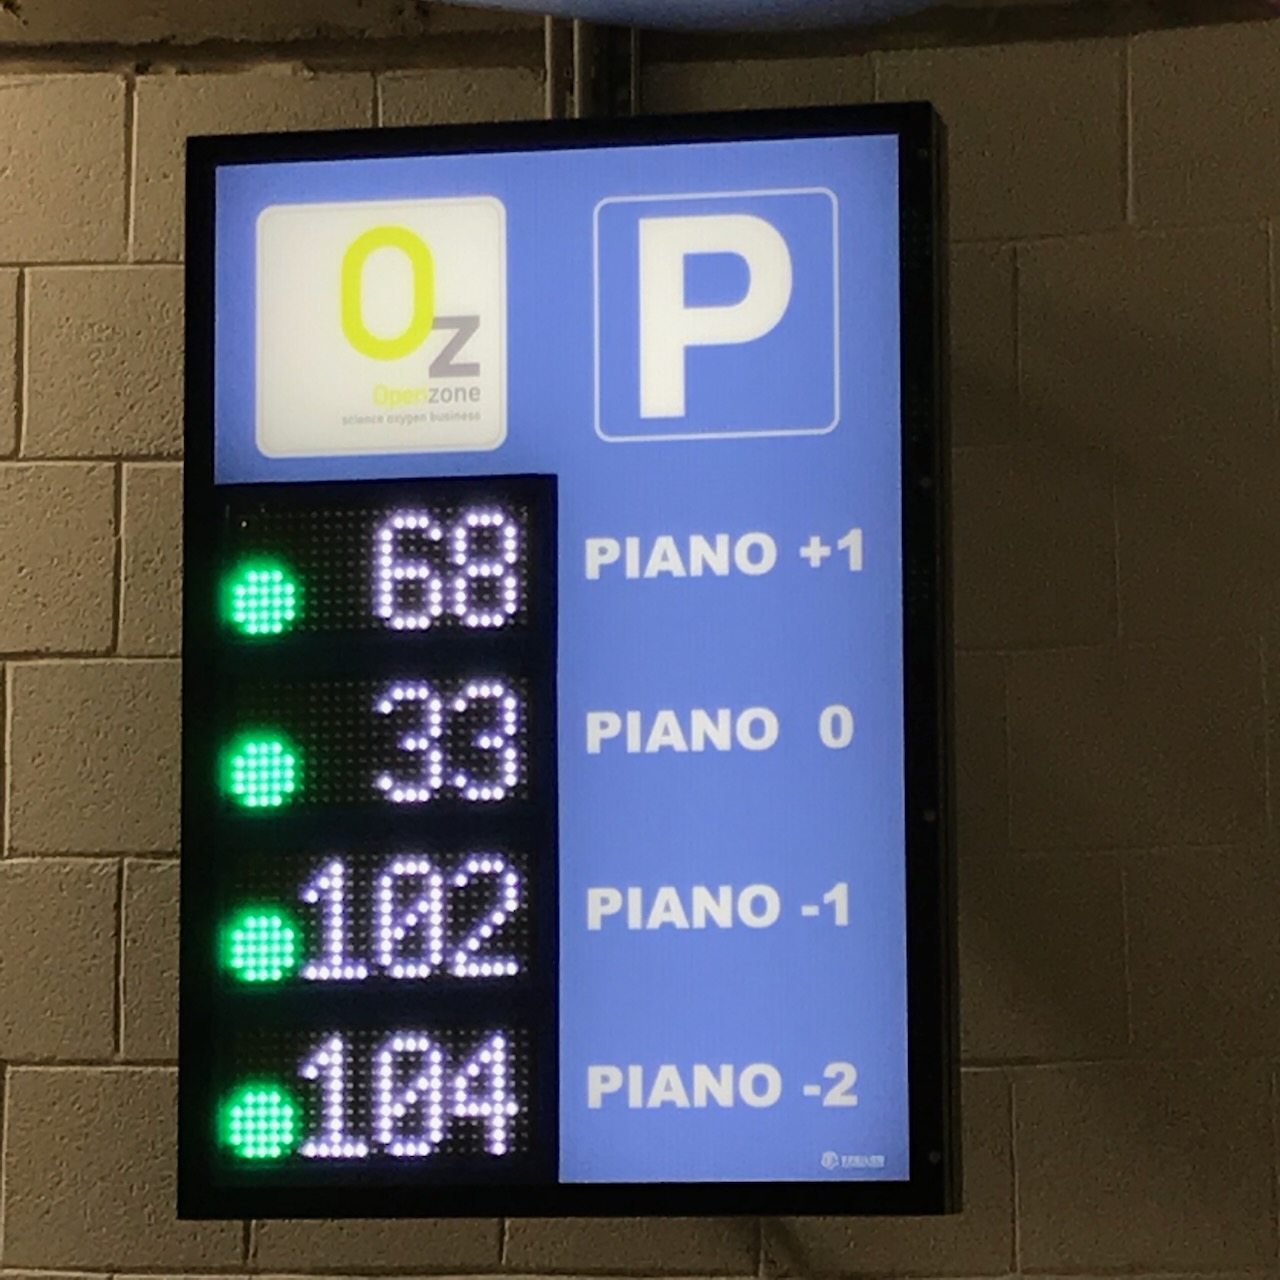 Oz
P
Openzone
science oxygen business
68 PIANO +1
33 PIANO 0
102 PIANO -1
104 PIANO -2